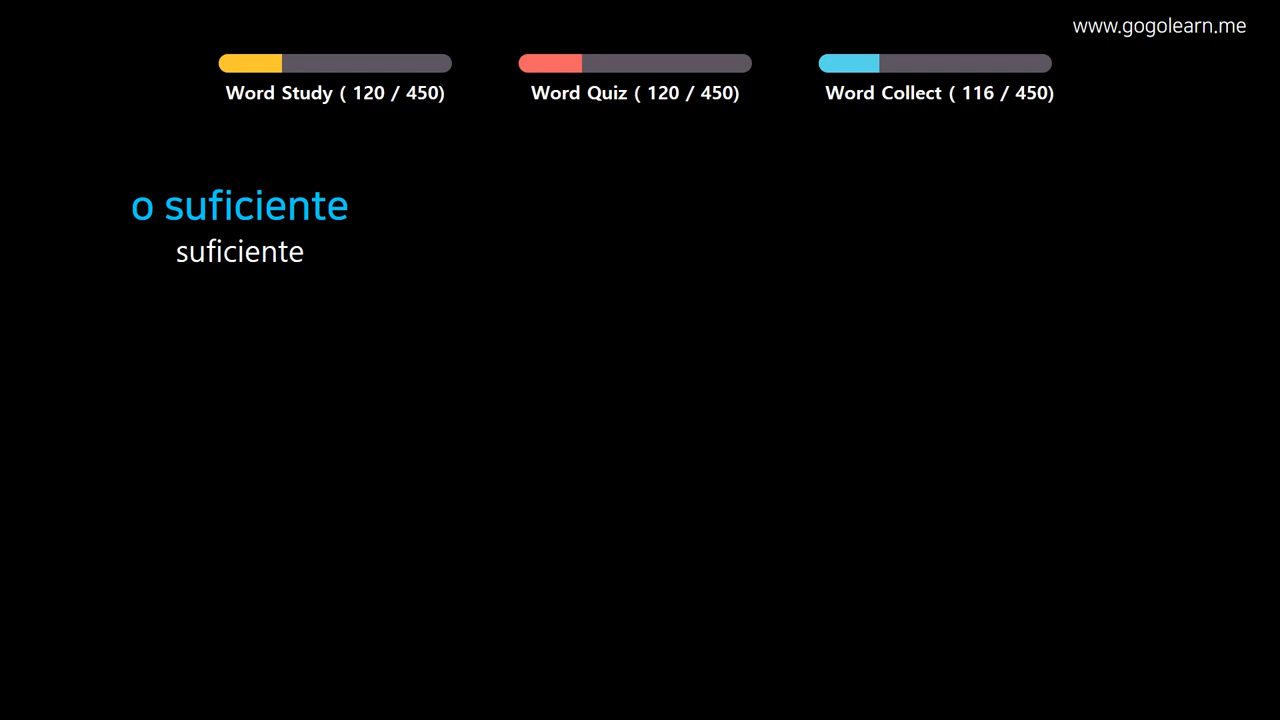 www.gogolearn.me
Word Study ( 120 / 450)
Word Quiz ( 120 / 450)
Word Collect ( 116 / 450)
o suficiente
suficiente